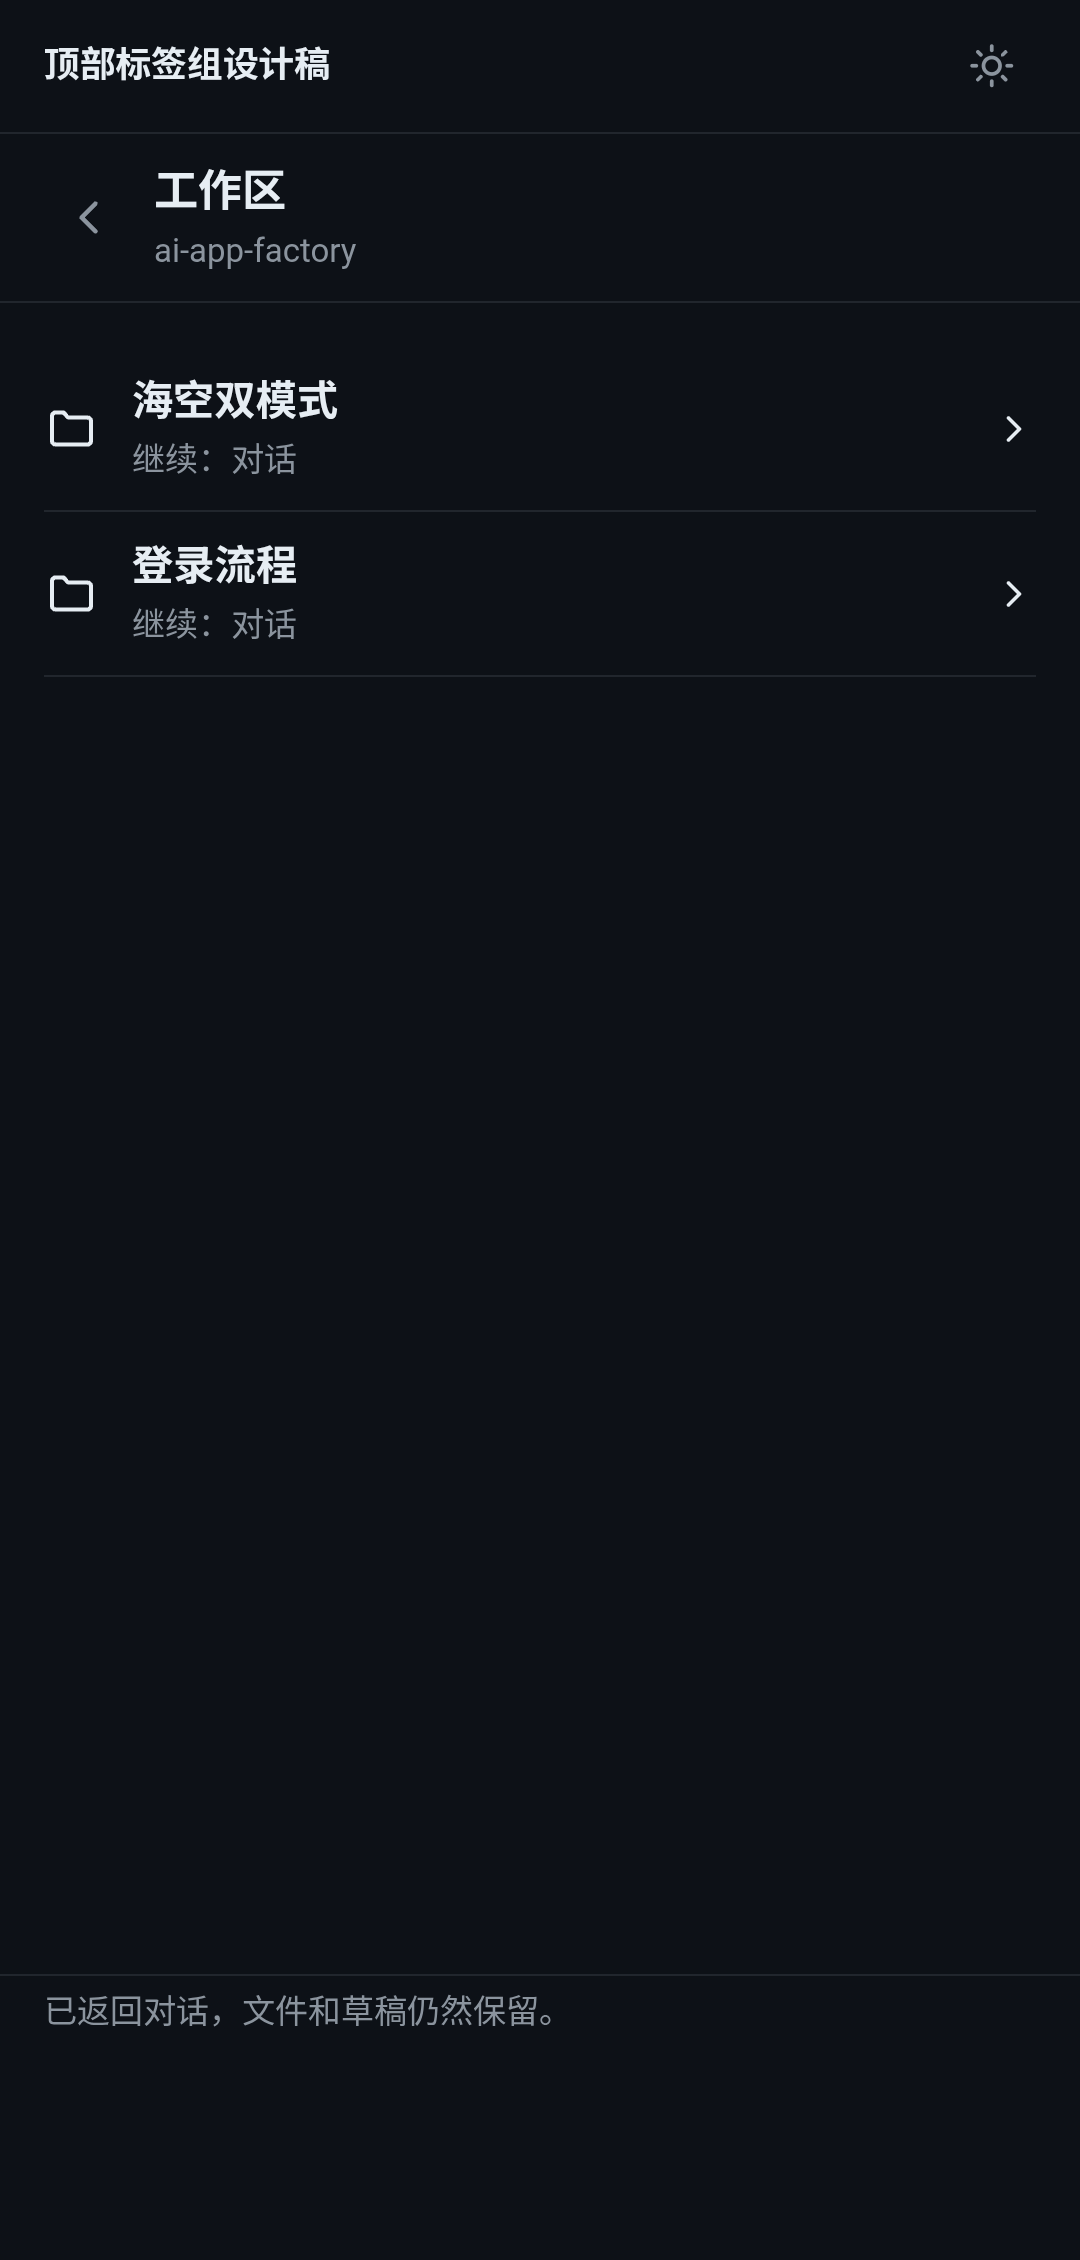 顶部标签组设计稿
工作区
ai-app-factory
海空双模式
继续：对话
登录流程
继续：对话
已返回对话，文件和草稿仍然保留。